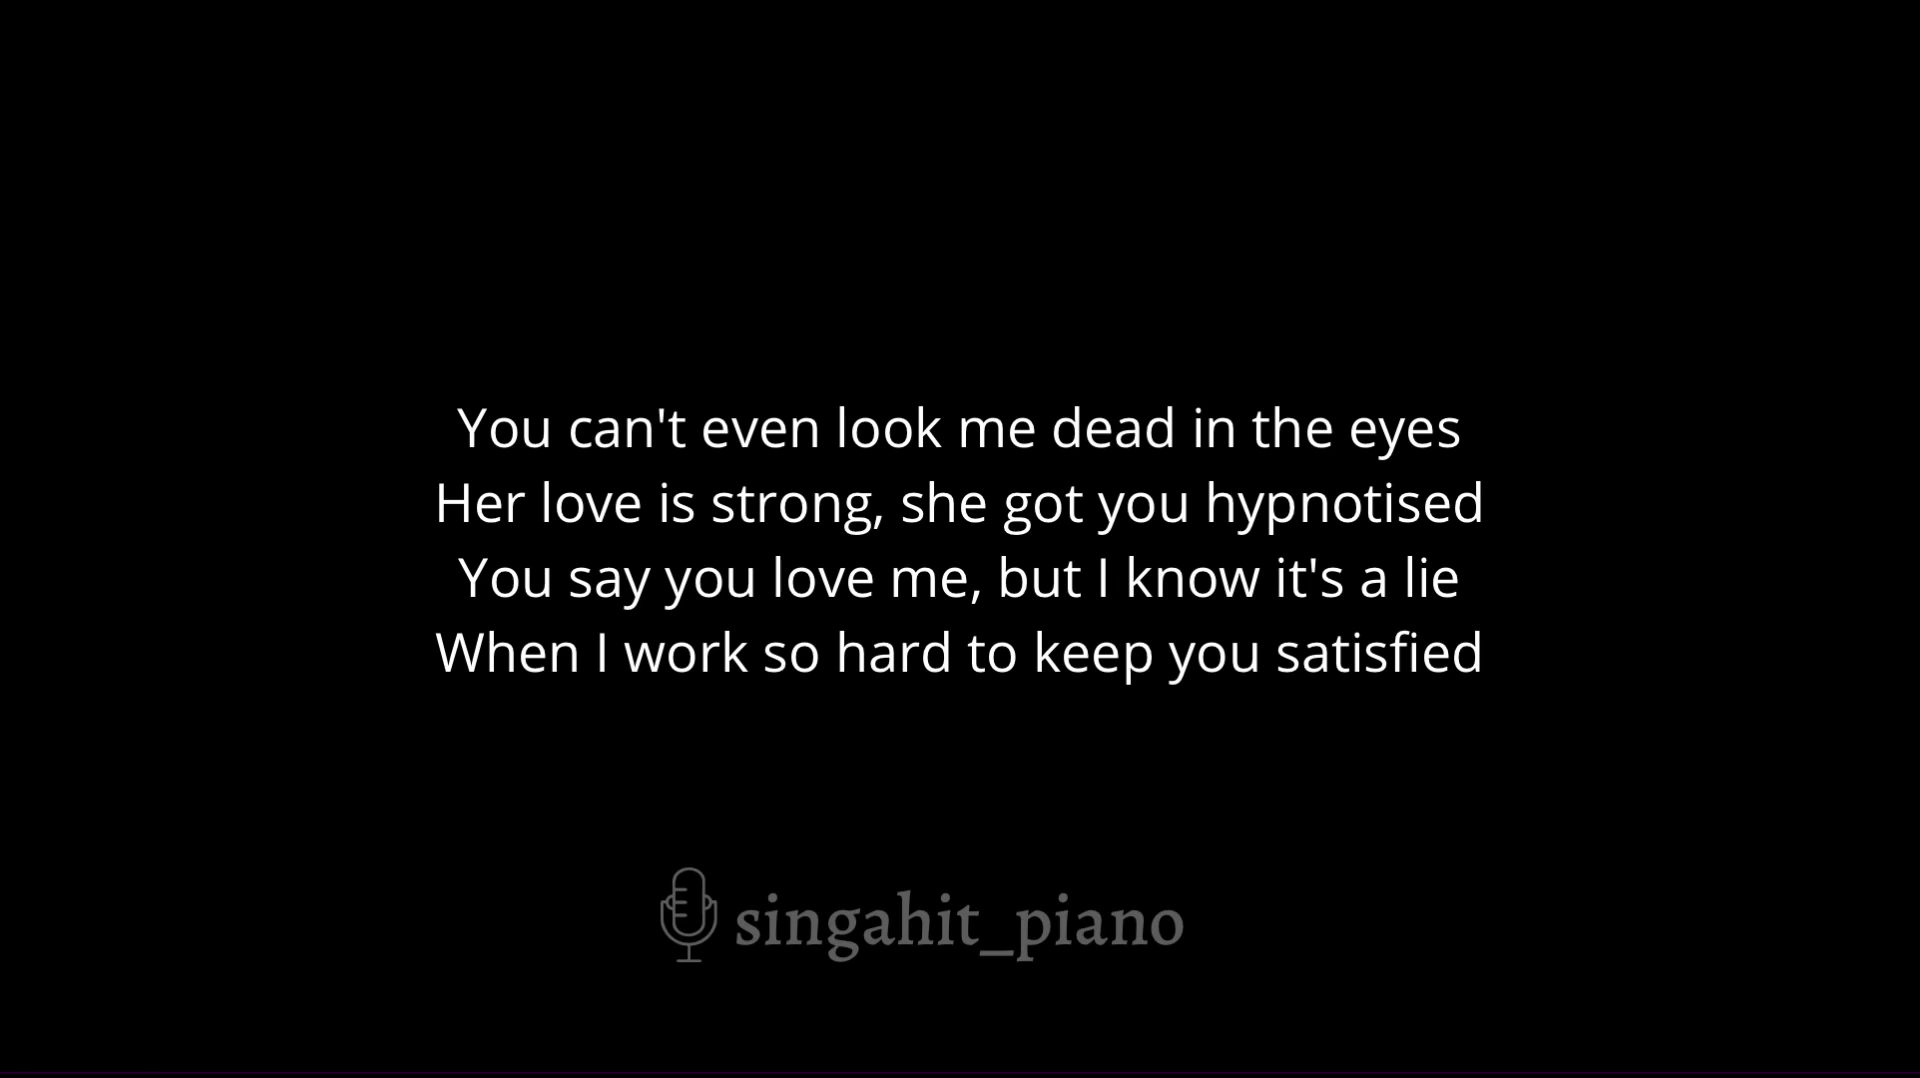 You can't even look me dead in the eyes
Her love is strong, she got you hypnotised
You say you love me, but I know it's a lie
When I work so hard to keep you satisfied
singahit_piano